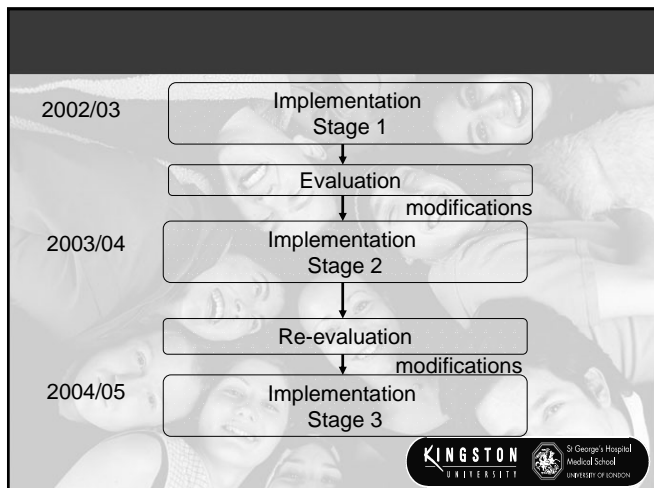 2002/03
Implementation
Stage 1
Evaluation
modifications
2003/04
Implementation
Stage 2
Re-evaluation
modifications
2004/05
Implementation
Stage 3
KINGSTON
UNIVERSITY
St George's Hospital
Medical School
UNIVERSITY OF LONDON